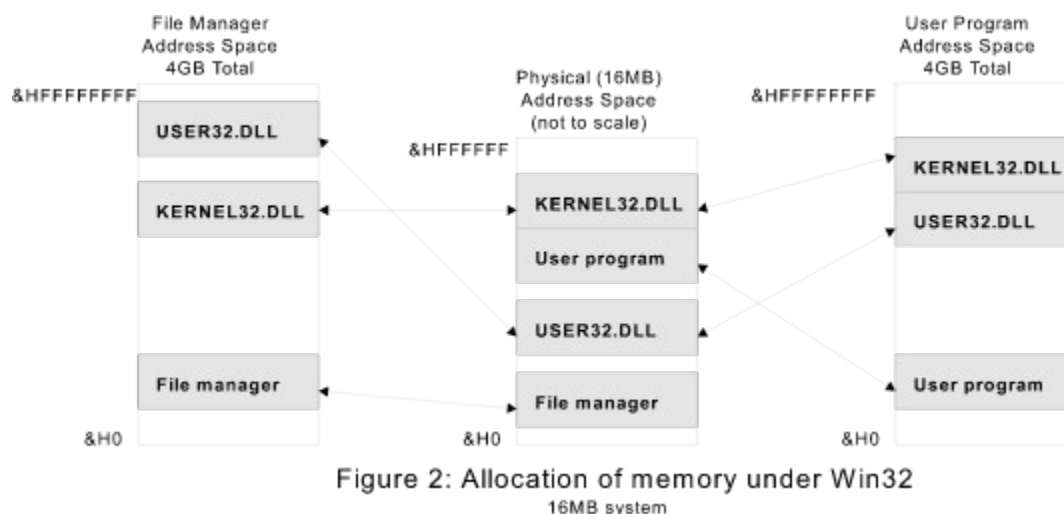 File Manager
Address Space
4GB Total
&HFFFFFFFF
USER32.DLL
KERNEL32.DLL
File manager
&H0
Physical (16MB)
Address Space
(not to scale)
&HFFFFFF
KERNEL32.DLL
User program
USER32.DLL
File manager
&H0
User Program
Address Space
4GB Total
&HFFFFFFFF
KERNEL32.DLL
USER32.DLL
User program
&H0
Figure 2: Allocation of memory under Win32
16MB system